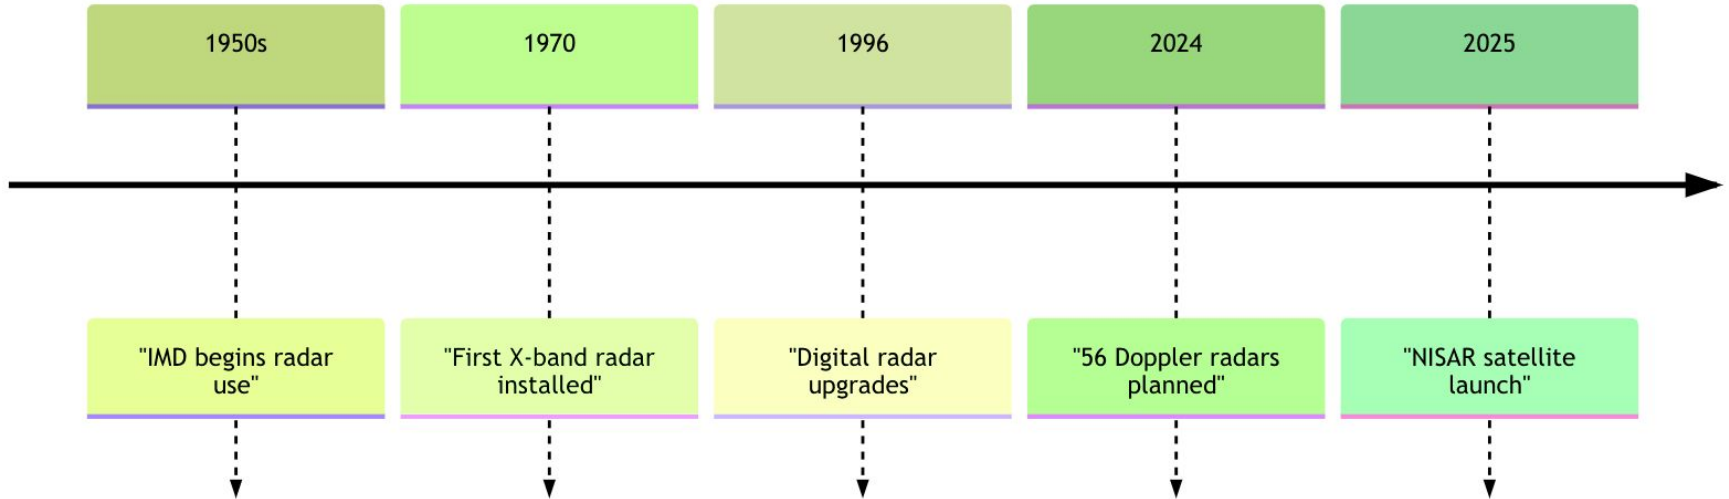 1950s
1970
1996
2024
2025
"IMD begins radar
use"
"First X-band radar
installed"
"Digital radar
upgrades"
"56 Doppler radars
planned"
"NISAR satellite
launch"